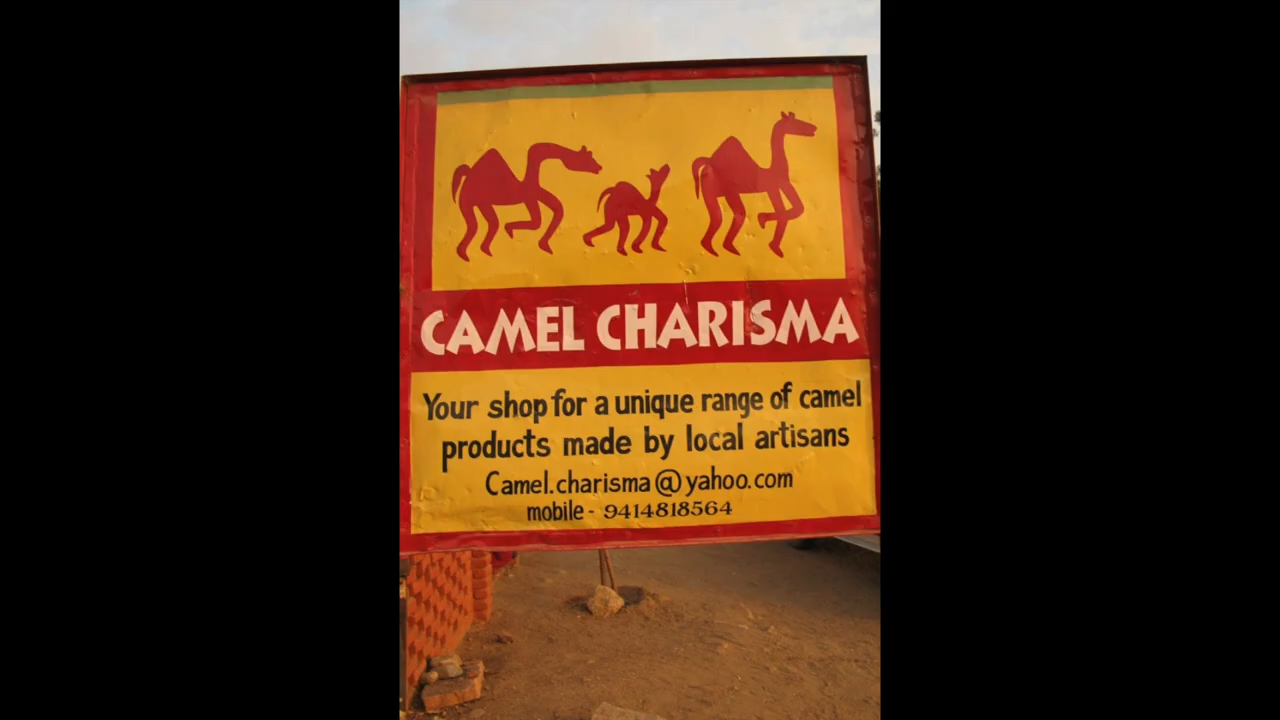 CAMEL CHARISMA
Your shop for a unique range of camel
products made by local artisans
Camel.charisma@yahoo.com
mobile - 9414818564